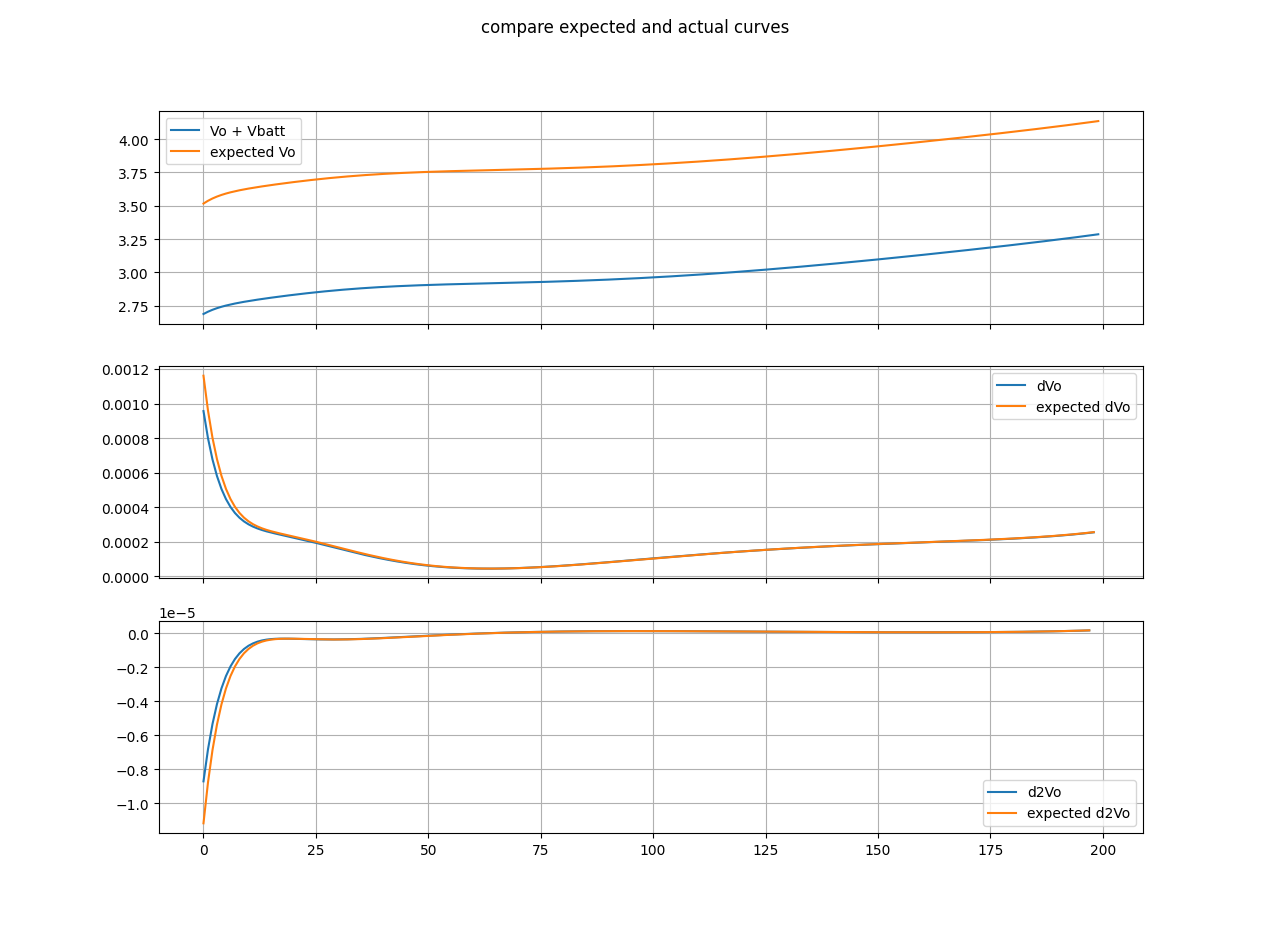 compare expected and actual curves
Vo + Vbatt
expected Vo
4.00
3.75
3.50
3.25
3.00
2.75
dVo
expected dVo
0.0012
0.0010
0.0008
0.0006
0.0004
0.0002
0.0000
1e−5
0.0
−0.2
−0.4
−0.6
−0.8
−1.0
d2Vo
expected d2Vo
0 25 50 75 100 125 150 175 200